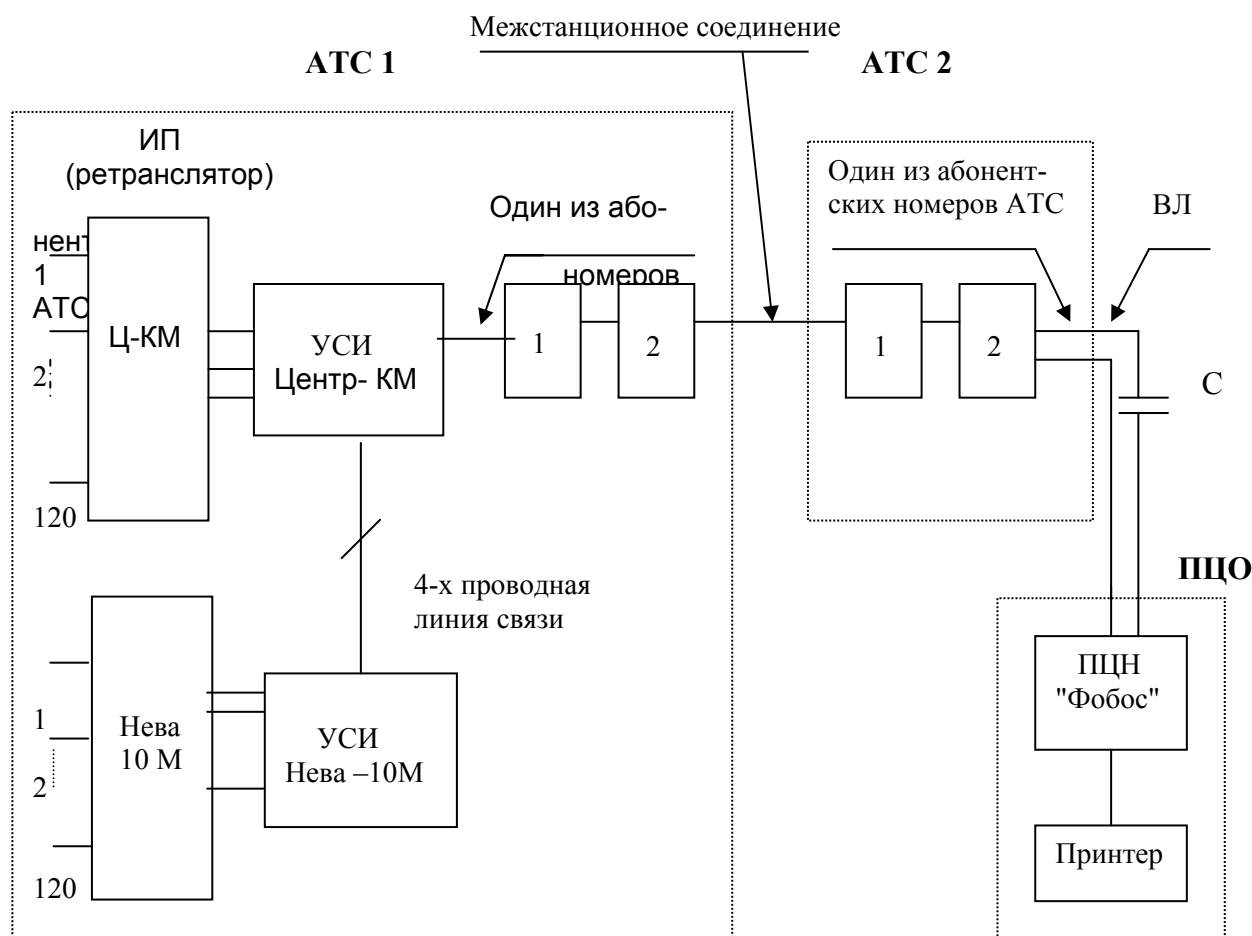 Межстанционное соединение
АТС 1
АТС 2
ИП
(ретранслятор)
Один из або-
нент
номеров
1
АТС
2
120
Ц-КМ
УСИ
Центр- КМ
1
2
Один из абонент-
ских номеров АТС
ВЛ
1
2
С
4-х проводная
линия связи
ПЦО
1
2
120
Нева
10 М
УСИ
Нева –10М
ПЦН
"Фобос"
Принтер